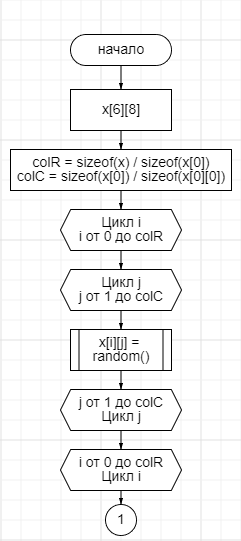 начало
x[6][8]
colR = sizeof(x) / sizeof(x[0])
colC = sizeof(x[0]) / sizeof(x[0][0])
Цикл i
i от 0 до colR
Цикл j
j от 1 до colC
x[i][j] =
random()
j от 1 до colC
Цикл j
i от 0 до colR
Цикл i
1